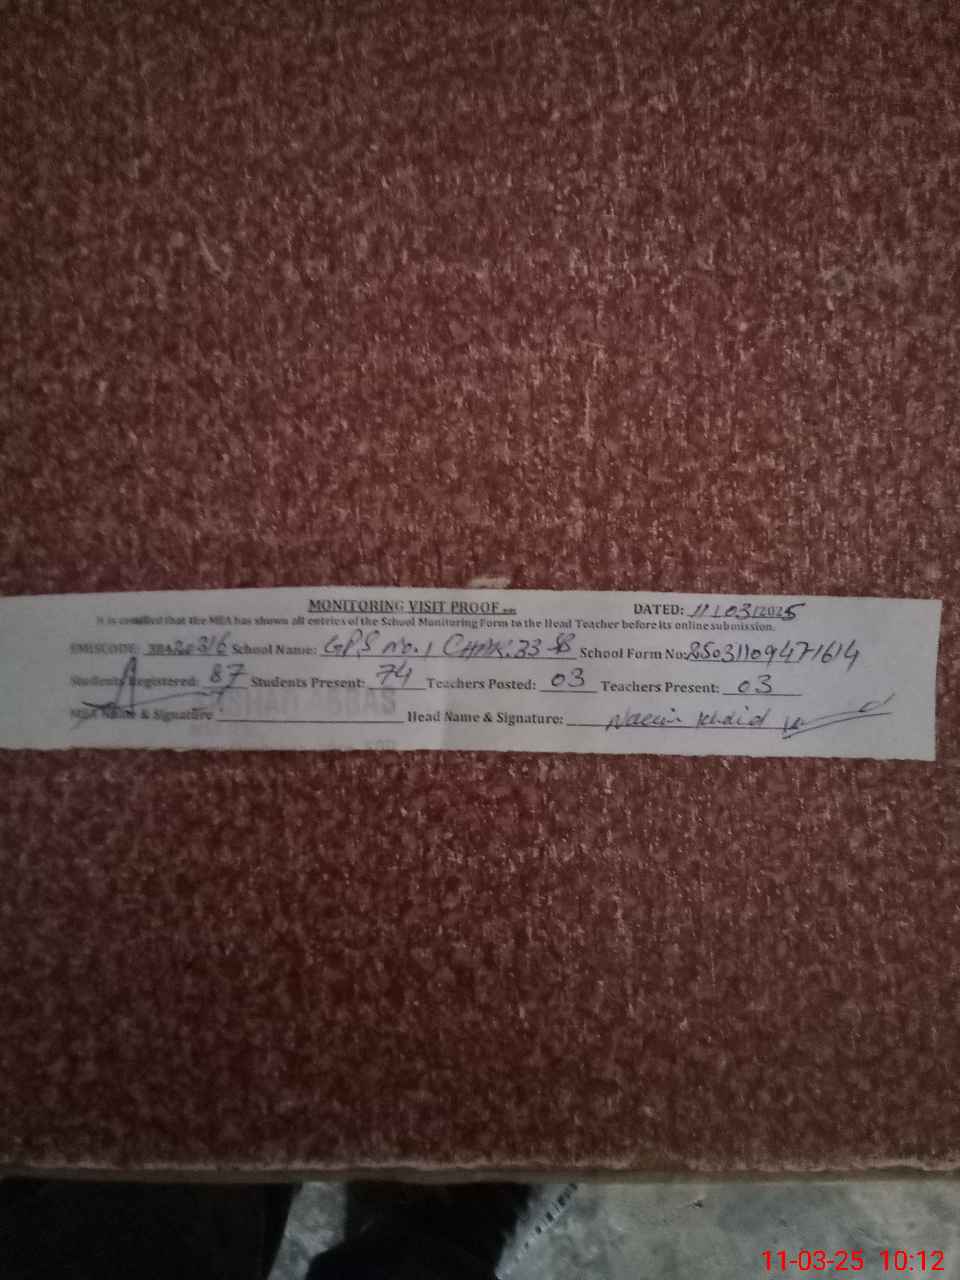 MONITORING VISIT PROOF
DATED: 11/03/2025
It is certified that the MEA has shown all entries of the School Monitoring Form to the Head Teacher before its online submission.
EMISCODE: 38420316 School Name: GPS No.1 CHAK.33 SB School Form No: 25031109471614
Students Registered: 87 Students Present: 74 Teachers Posted: 03 Teachers Present: 03
MEA Name & Signature Head Name & Signature:
11-03-25 10:12